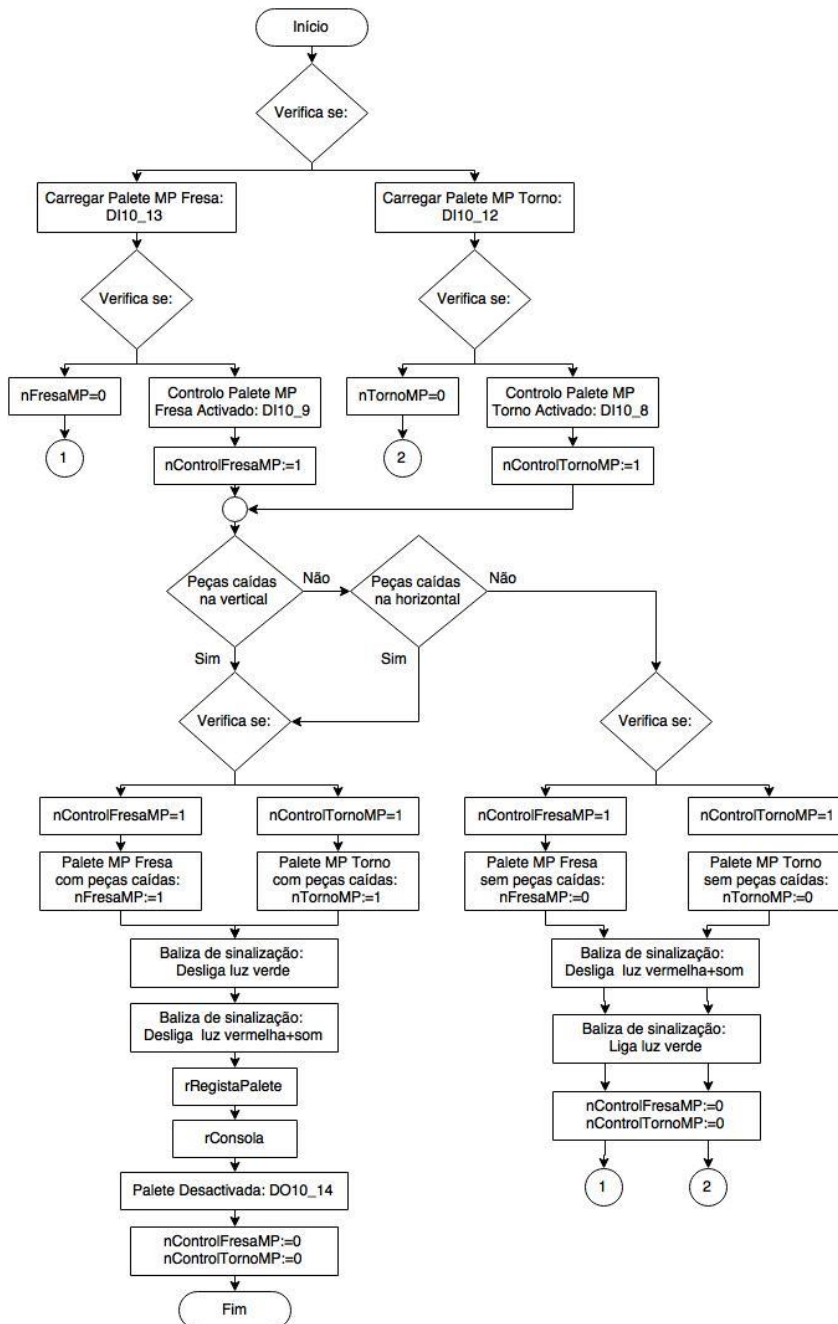 Início
Verifica se:
Carregar Palete MP Fresa:
DI10_13
Carregar Palete MP Torno:
DI10_12
Verifica se:
Verifica se:
nFresaMP=0
Controlo Palete MP
Fresa Activado: DI10_9
nTornoMP=0
Controlo Palete MP
Torno Activado: DI10_8
1
nControlFresaMP:=1
2
nControlTornoMP:=1
Peças caídas
na vertical
Não
Peças caídas
na horizontal
Não
Sim
Sim
Verifica se:
Verifica se:
nControlFresaMP=1
nControlTornoMP=1
nControlFresaMP=1
nControlTornoMP=1
Palete MP Fresa
com peças caídas:
nFresaMP:=1
Palete MP Torno
com peças caídas:
nTornoMP:=1
Palete MP Fresa
sem peças caídas:
nFresaMP:=0
Palete MP Torno
sem peças caídas:
nTornoMP:=0
Baliza de sinalização:
Desliga luz verde
Baliza de sinalização:
Desliga luz vermelha+som
Baliza de sinalização:
Desliga luz vermelha+som
Baliza de sinalização:
Liga luz verde
rRegistaPalete
nControlFresaMP:=0
nControlTornoMP:=0
rConsola
Palete Desactivada: DO10_14
1
2
nControlFresaMP:=0
nControlTornoMP:=0
Fim